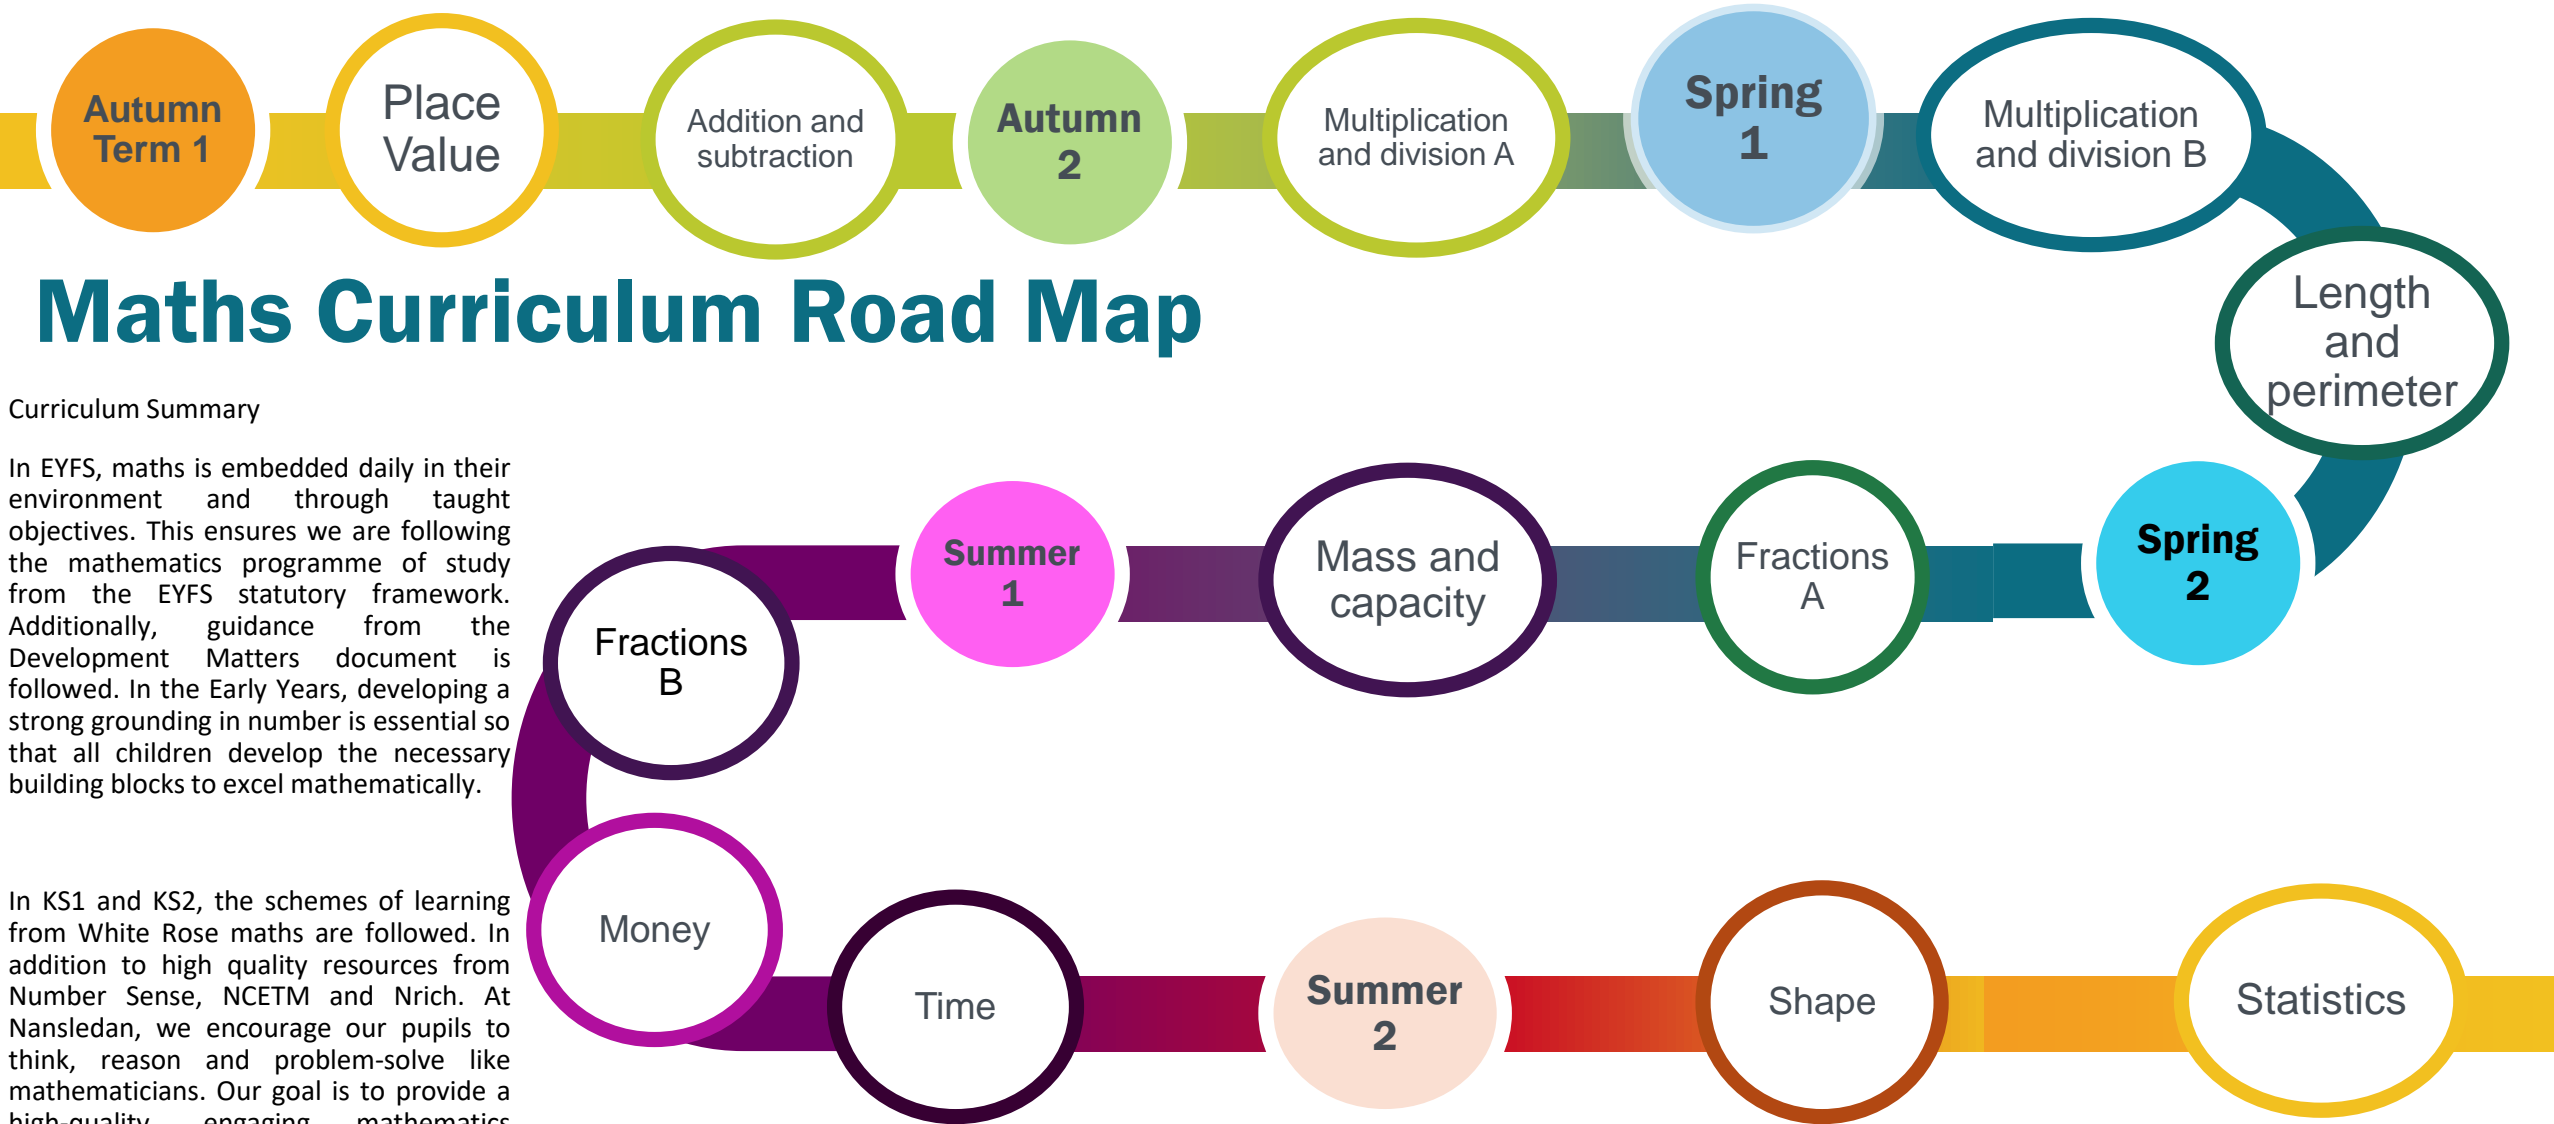 Autumn
Term 1
Place
Value
Addition and
subtraction
Autumn
2
Multiplication
and division A
Spring
1
Multiplication
and division B
Length
and
perimeter
Maths Curriculum Road Map
Spring
2
Fractions
A
Mass and
capacity
Summer
1
Fractions
B
Money
Time
Summer
2
Shape
Statistics
Curriculum Summary
In EYFS, maths is embedded daily in their
environment and through taught
objectives. This ensures we are following
the mathematics programme of study
from the EYFS statutory framework.
Additionally, guidance from the
Development Matters document is
followed. In the Early Years, developing a
strong grounding in number is essential so
that all children develop the necessary
building blocks to excel mathematically.
In KS1 and KS2, the schemes of learning
from White Rose maths are followed. In
addition to high quality resources from
Number Sense, NCETM and Nrich. At
Nansledan, we encourage our pupils to
think, reason and problem-solve like
mathematicians. Our goal is to provide a
high-quality, engaging mathematics